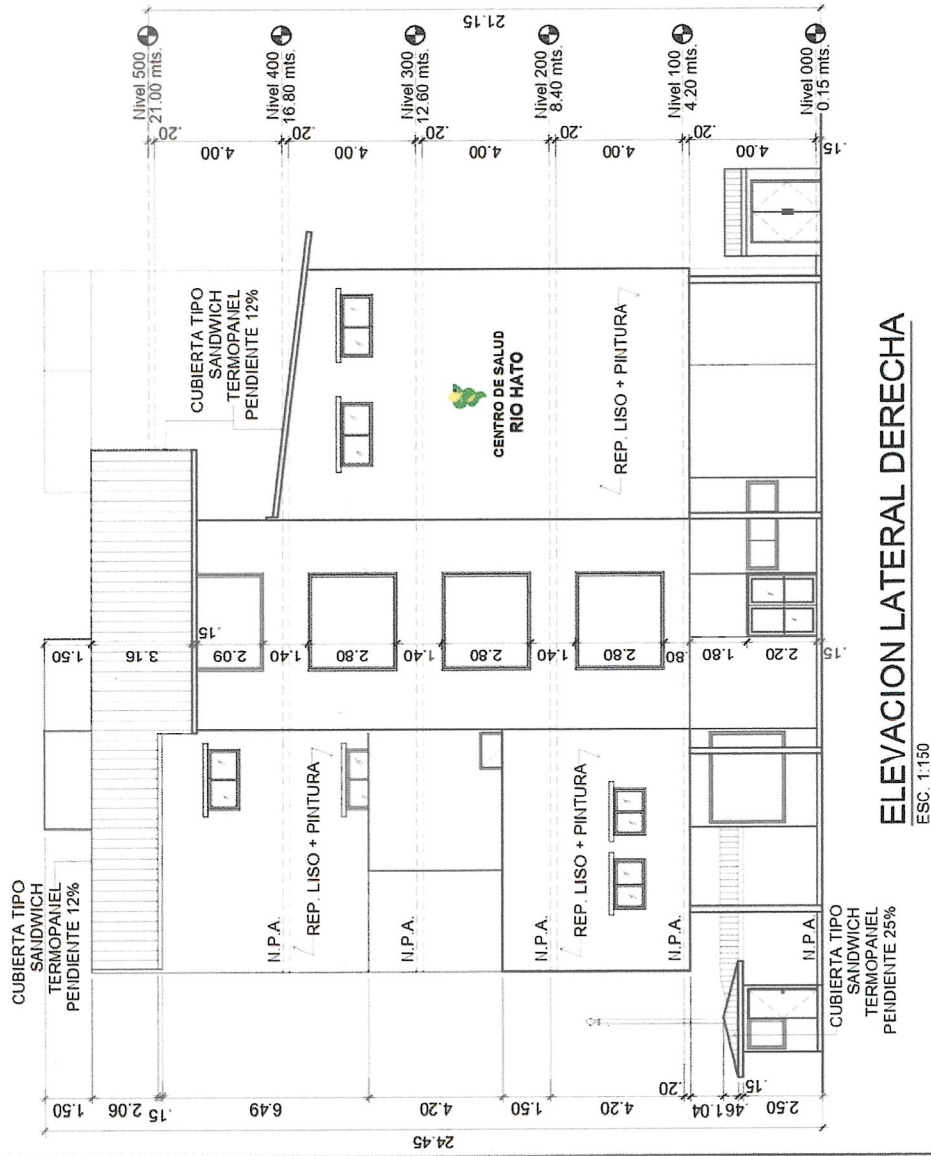 CUBIERTA TIPO
SANDWICH
TERMOPANEL
PENDIENTE 12%
CUBIERTA TIPO
SANDWICH
TERMOPANEL
PENDIENTE 12%
Nivel 500
21.00 mts.
Nivel 400
16.80 mts.
Nivel 300
12.60 mts.
Nivel 200
8.40 mts.
Nivel 100
4.20 mts.
Nivel 000
0.15 mts.
21.15
.20
4.00
.20
4.00
.20
4.00
.20
4.00
.20
4.00
.15
1.50
3.16
.15
2.09
1.40
2.80
1.40
2.80
1.40
2.80
.80
1.80
2.20
.15
24.45
1.50
2.06
.15
6.49
4.20
1.50
4.20
.20
1.04
.46
.15
2.50
N.P.A.
REP. LISO + PINTURA
N.P.A.
REP. LISO + PINTURA
N.P.A.
N.P.A.
N.P.A.
CENTRO DE SALUD
RIO HATO
REP. LISO + PINTURA
CUBIERTA TIPO
SANDWICH
TERMOPANEL
PENDIENTE 25%
ELEVACION LATERAL DERECHA
ESC. 1:150